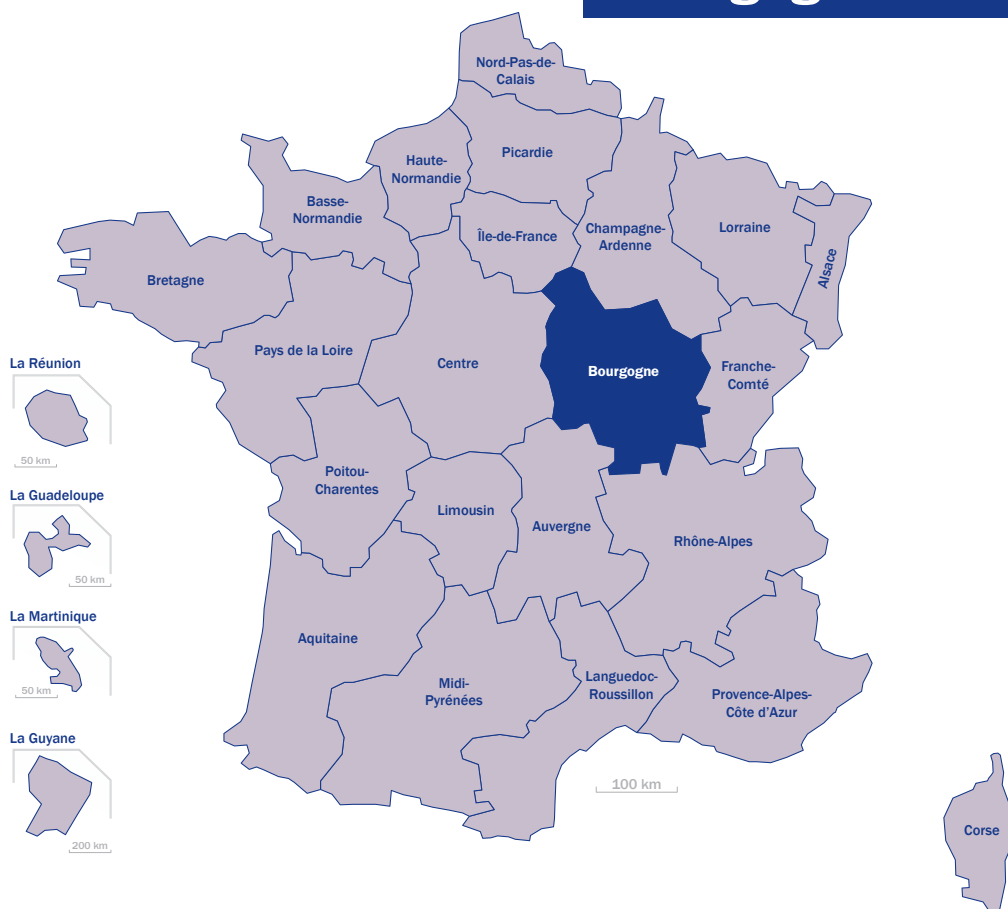 Nord-Pas-de-
Calais
Picardie
Haute-
Normandie
Basse-
Normandie
Île-de-France
Champagne-
Ardenne
Lorraine
Alsace
Bretagne
Pays de la Loire
Centre
Bourgogne
Franche-
Comté
La Réunion
50 km
Poitou-
Charentes
Limousin
Auvergne
Rhône-Alpes
La Guadeloupe
50 km
La Martinique
50 km
Aquitaine
Midi-
Pyrénées
Languedoc-
Roussillon
Provence-Alpes-
Côte d'Azur
La Guyane
200 km
100 km
Corse